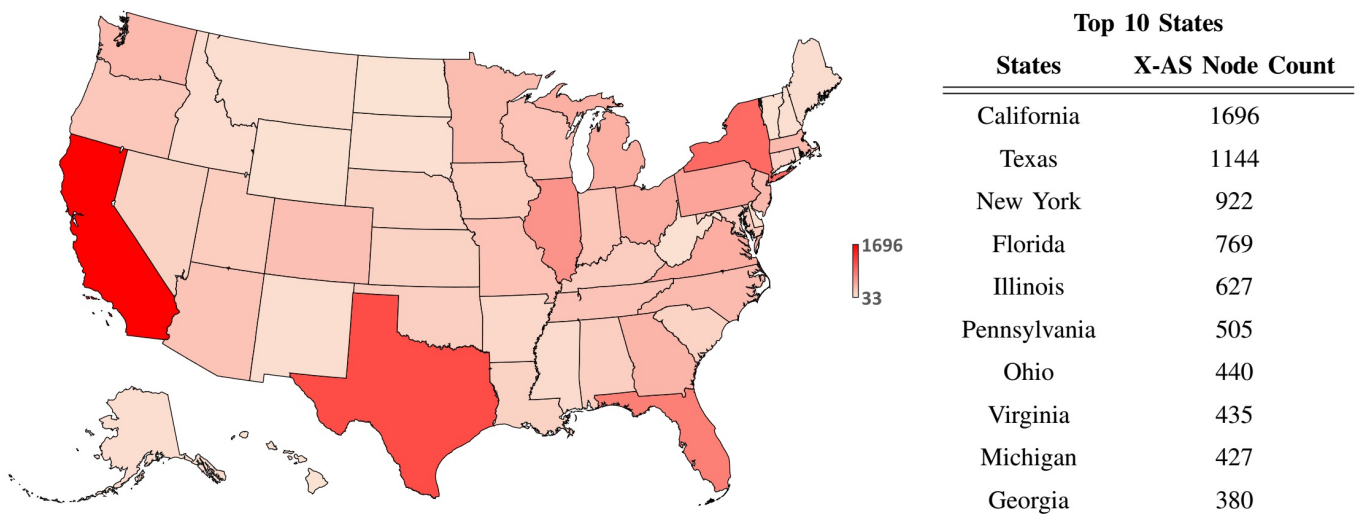 Top 10 States
States X-AS Node Count
California 1696
Texas 1144
New York 922
Florida 769
Illinois 627
Pennsylvania 505
Ohio 440
Virginia 435
Michigan 427
Georgia 380
1696
33